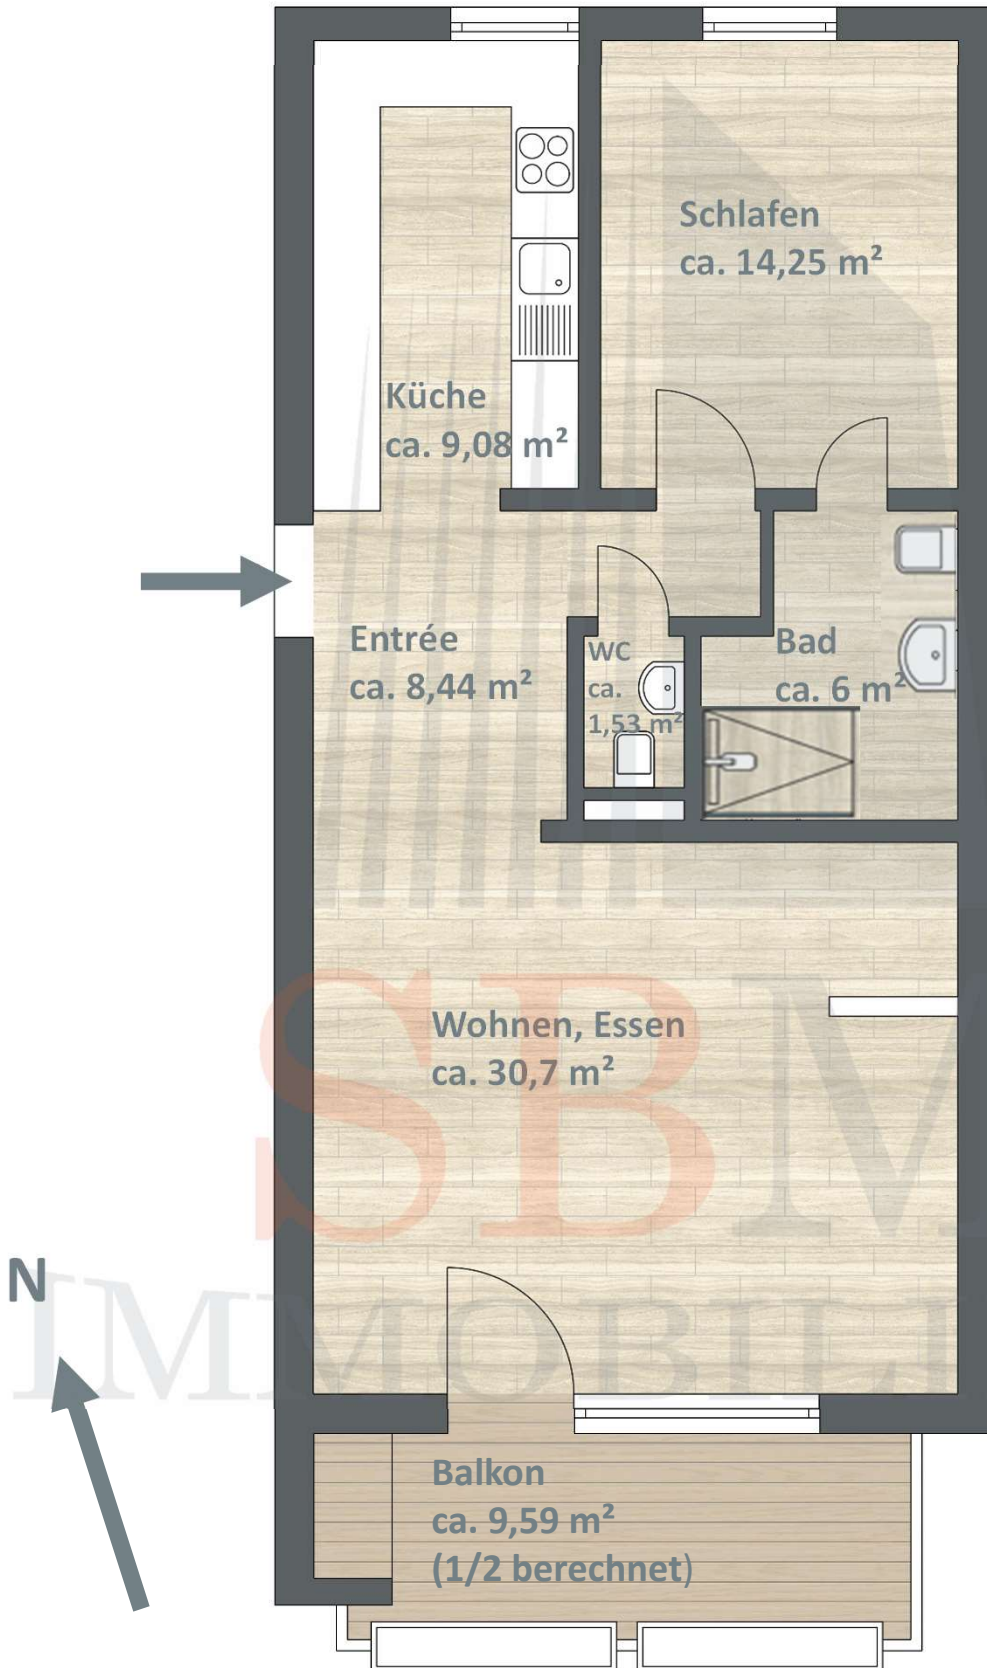 Schlafen
ca. 14,25 m²
Küche
ca. 9,08 m²
Entrée
ca. 8,44 m²
WC
ca.
1,53 m²
Bad
ca. 6 m²
Wohnen, Essen
ca. 30,7 m²
SBM
N
IMMOBILI
Balkon
ca. 9,59 m²
(1/2 berechnet)